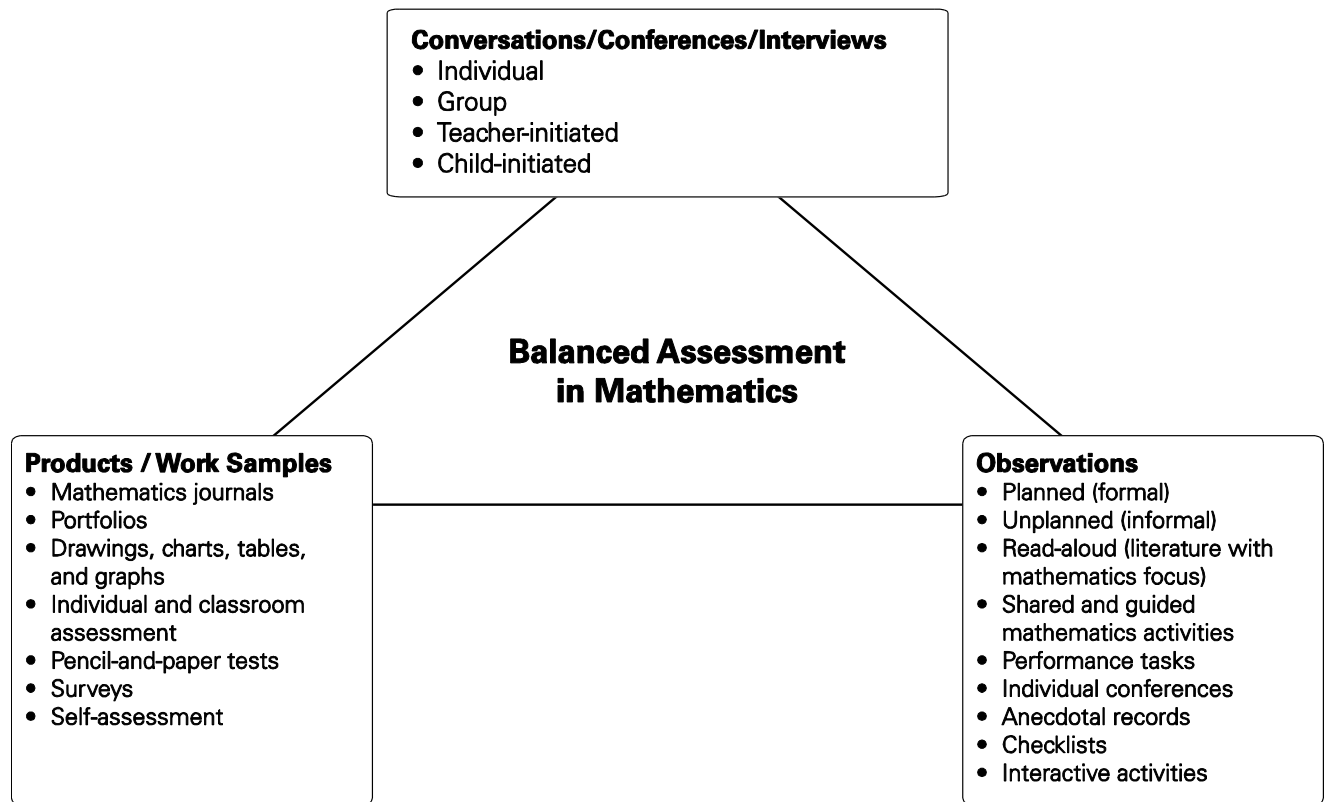 Conversations/Conferences/Interviews
• Individual
• Group
• Teacher-initiated
• Child-initiated
Balanced Assessment
in Mathematics
Products / Work Samples
• Mathematics journals
• Portfolios
• Drawings, charts, tables,
and graphs
• Individual and classroom
assessment
• Pencil-and-paper tests
• Surveys
• Self-assessment
Observations
• Planned (formal)
• Unplanned (informal)
• Read-aloud (literature with
mathematics focus)
• Shared and guided
mathematics activities
• Performance tasks
• Individual conferences
• Anecdotal records
• Checklists
• Interactive activities